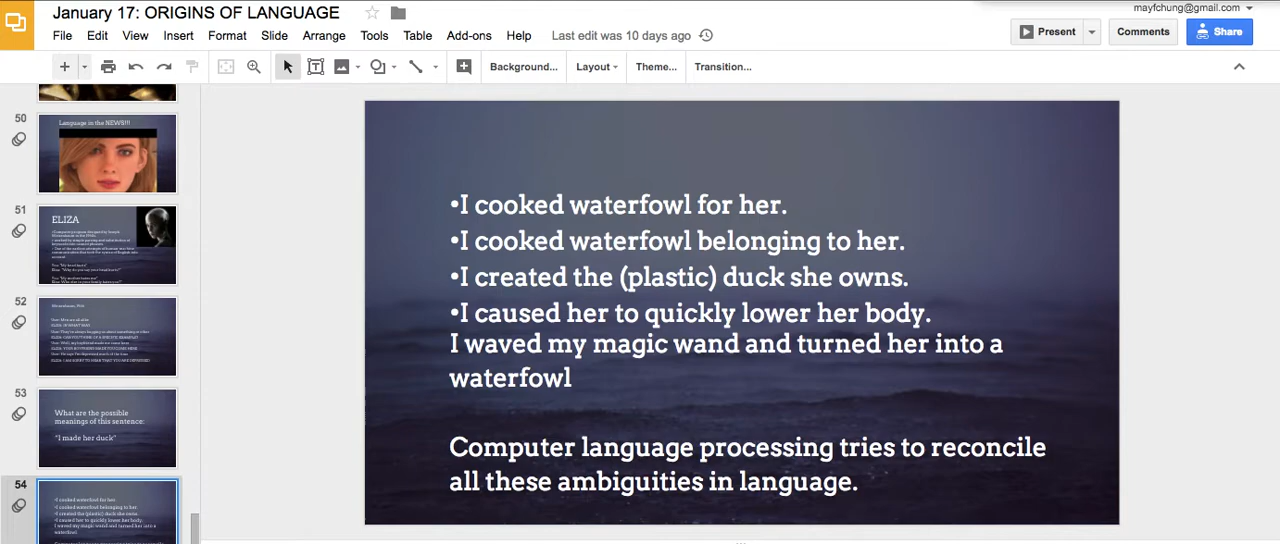 January 17: ORIGINS OF LANGUAGE
mayfchung@gmail.com
File Edit View Insert Format Slide Arrange Tools Table Add-ons Help Last edit was 10 days ago
Present Comments Share
Background... Layout Theme... Transition...
50
Language in the NEWS!!!
51
ELIZA
52
53
What are the possible
meanings of this sentence:
"I made her duck"
54
•I cooked waterfowl for her.
•I cooked waterfowl belonging to her.
•I created the (plastic) duck she owns.
•I caused her to quickly lower her body.
I waved my magic wand and turned her into a
waterfowl
Computer language processing tries to reconcile
all these ambiguities in language.